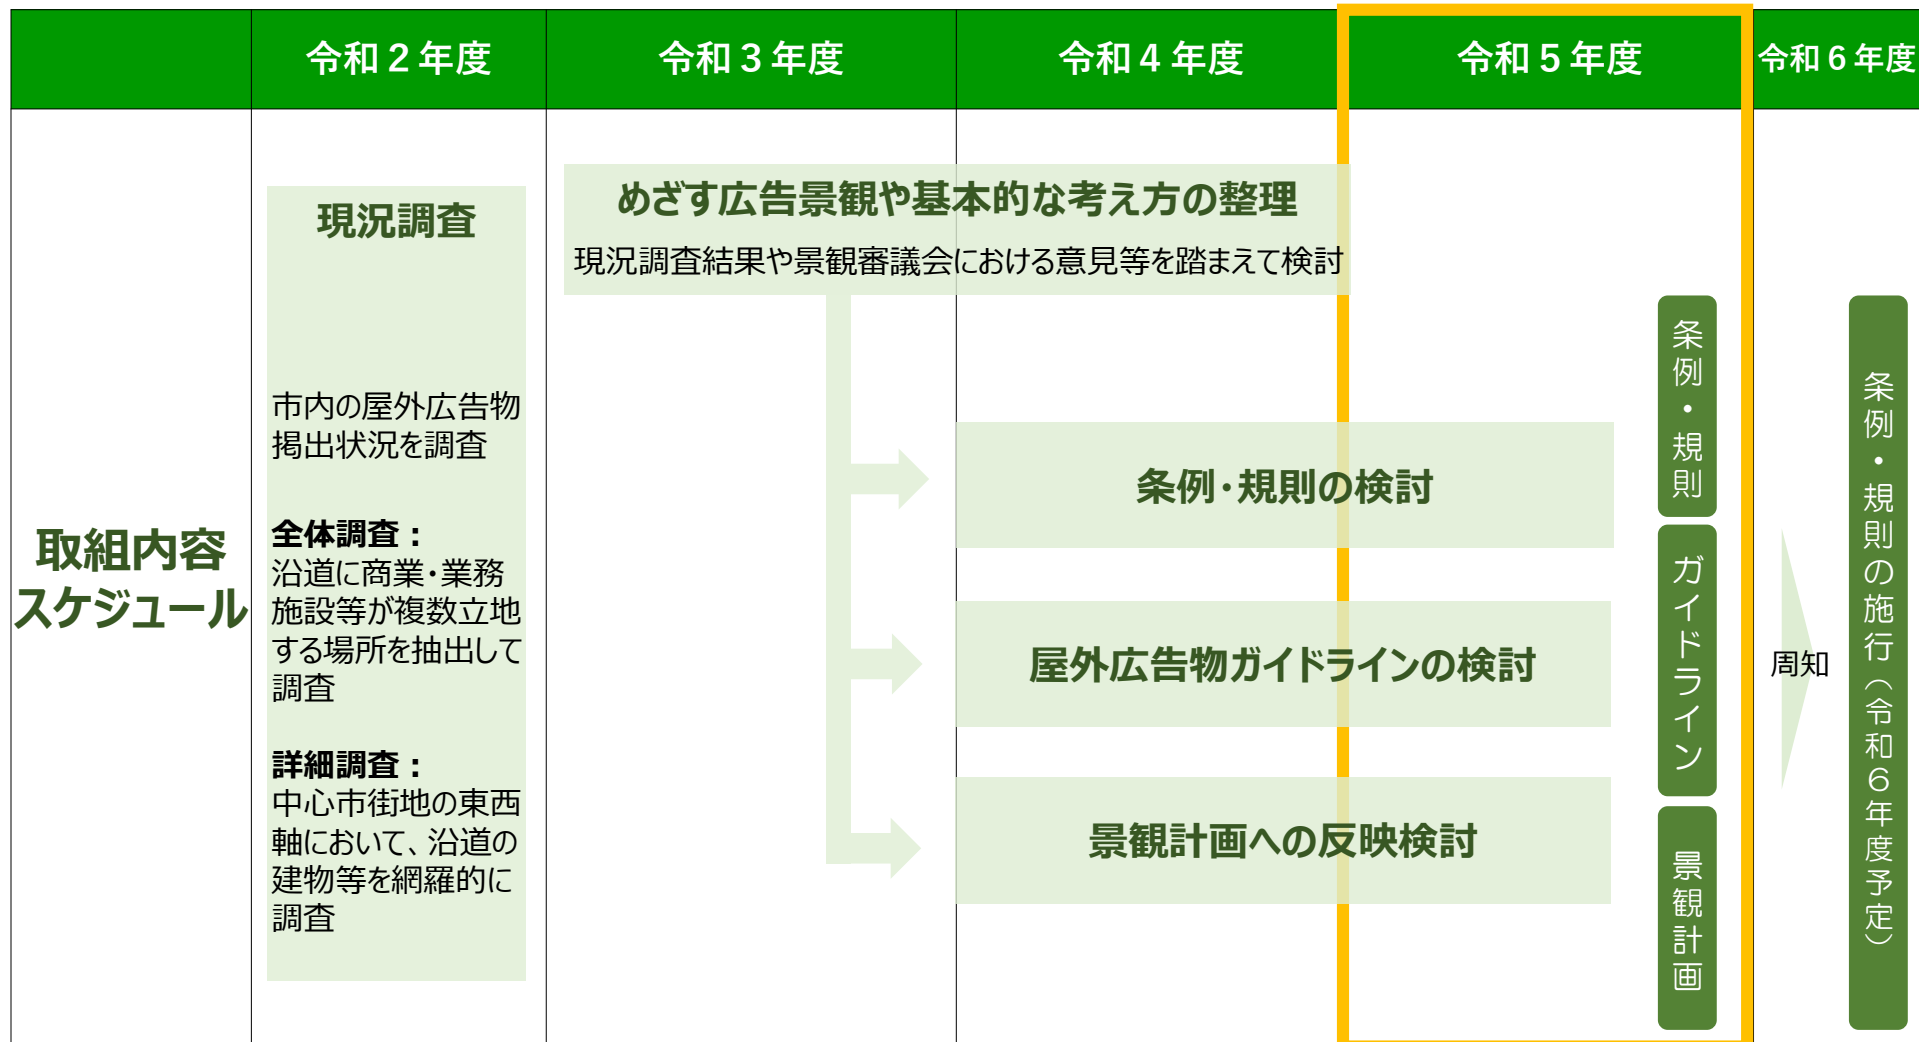 令和2年度
令和3年度
令和4年度
令和5年度
令和6年度
取組内容
スケジュール
現況調査
市内の屋外広告物
掲出状況を調査
全体調査：
沿道に商業・業務
施設等が複数立地
する場所を抽出して
調査
詳細調査：
中心市街地の東西
軸において、沿道の
建物等を網羅的に
調査
めざす広告景観や基本的な考え方の整理
現況調査結果や景観審議会における意見等を踏まえて検討
条例・規則の検討
屋外広告物ガイドラインの検討
景観計画への反映検討
条例・規則
ガイドライン
景観計画
周知
条例・規則の施行（令和6年度予定）